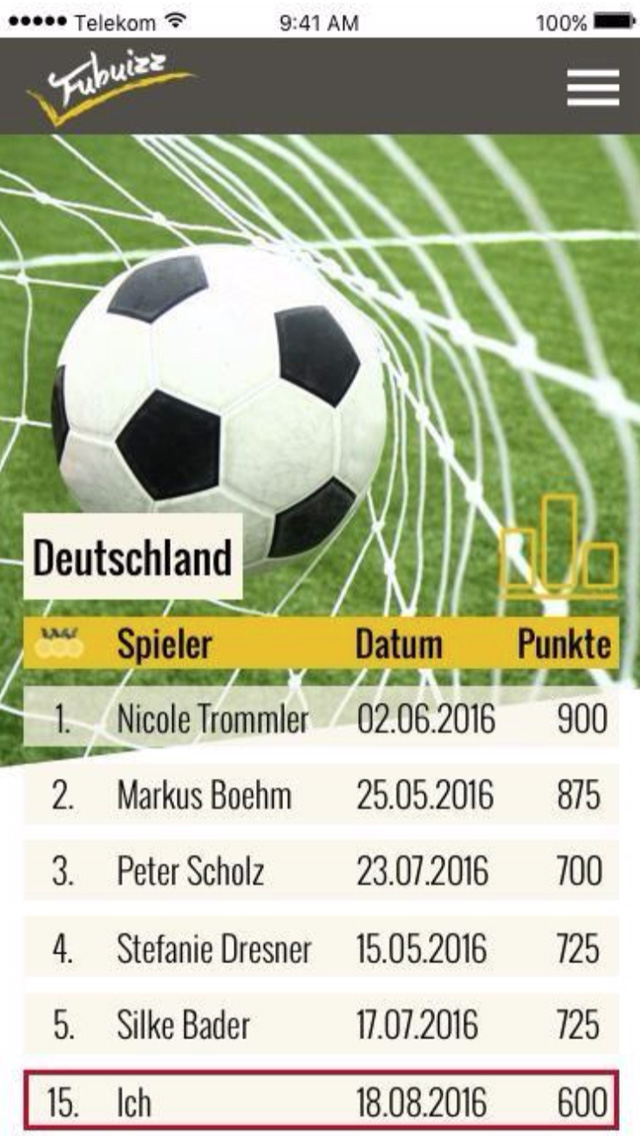 Telekom 9:41 AM 100%
Fubuizz
Deutschland
Spieler Datum Punkte
1. Nicole Trommler 02.06.2016 900
2. Markus Boehm 25.05.2016 875
3. Peter Scholz 23.07.2016 700
4. Stefanie Dresner 15.05.2016 725
5. Silke Bader 17.07.2016 725
15. Ich 18.08.2016 600